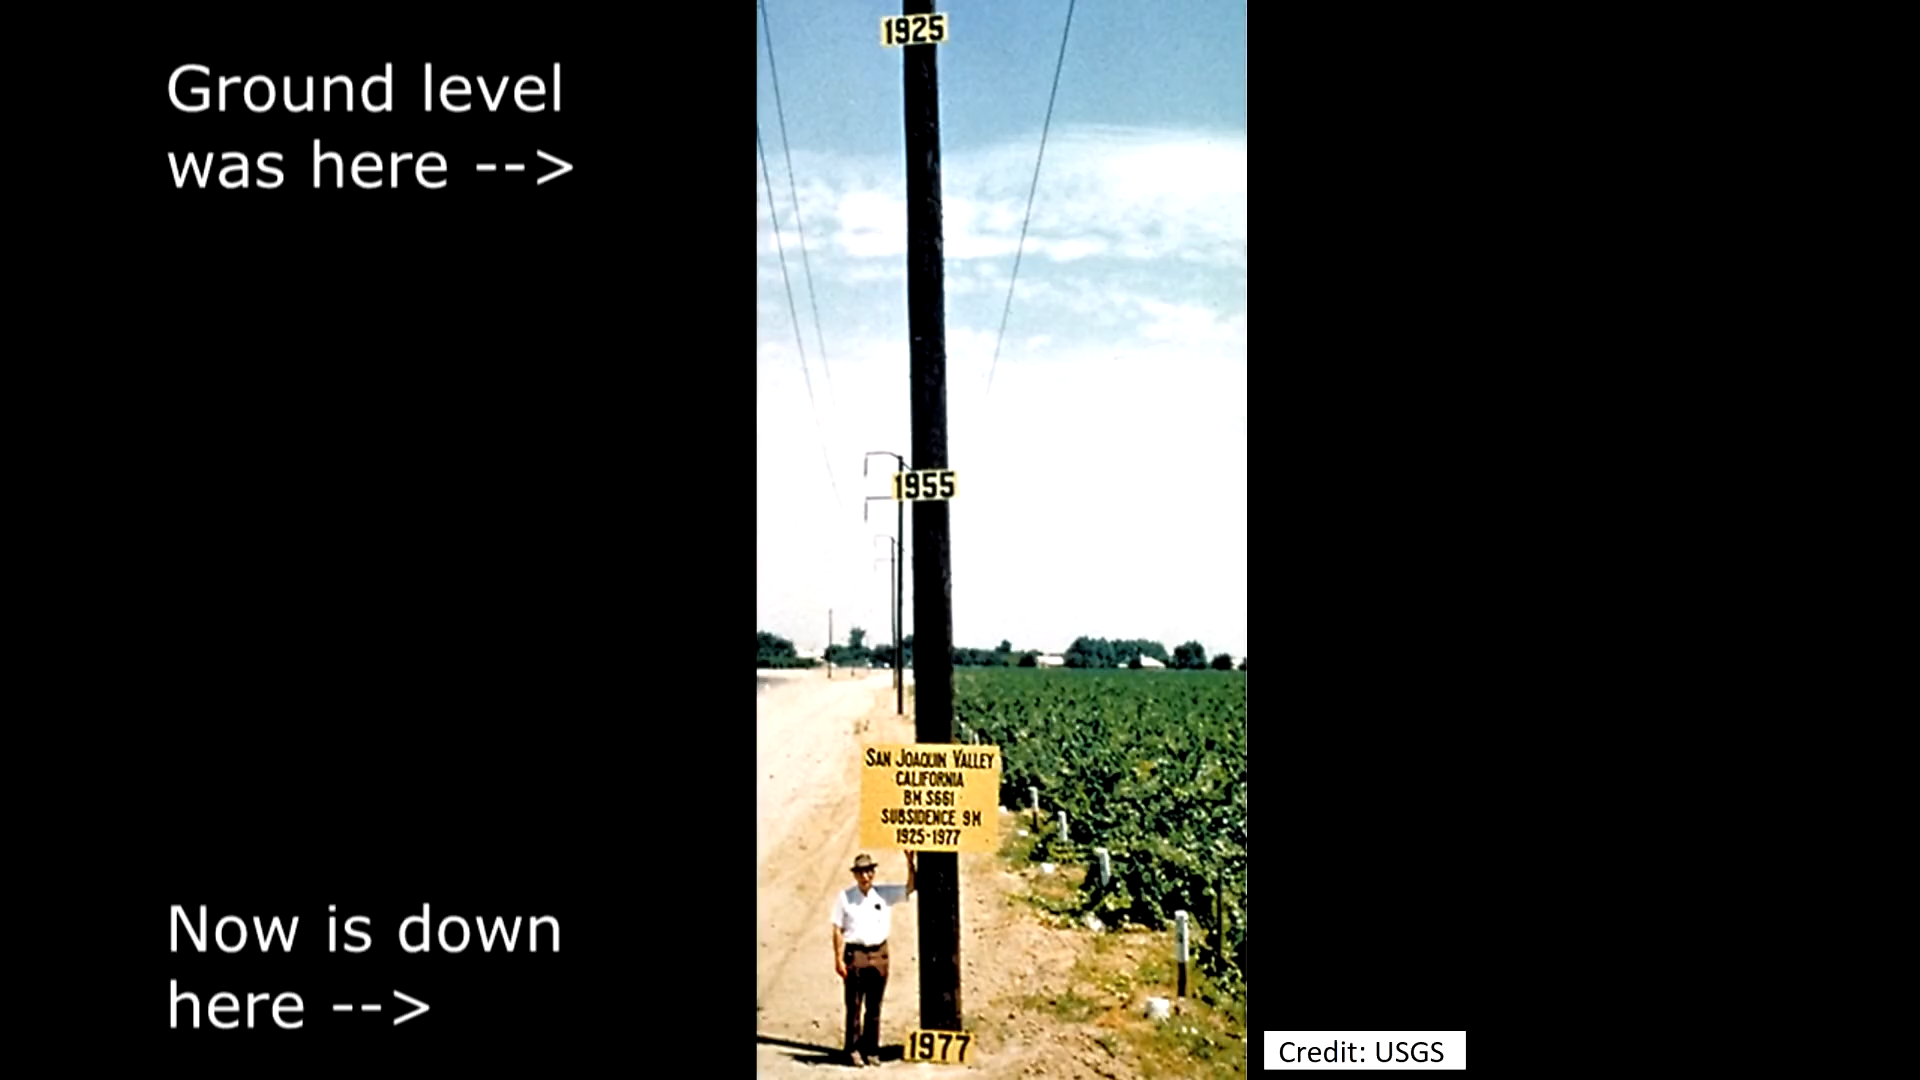 Ground level
was here -->
1925
1955
SAN JOAQUIN VALLEY
CALIFORNIA
BM S661
SUBSIDENCE 9M
1925-1977
Now is down
here -->
1977
Credit: USGS